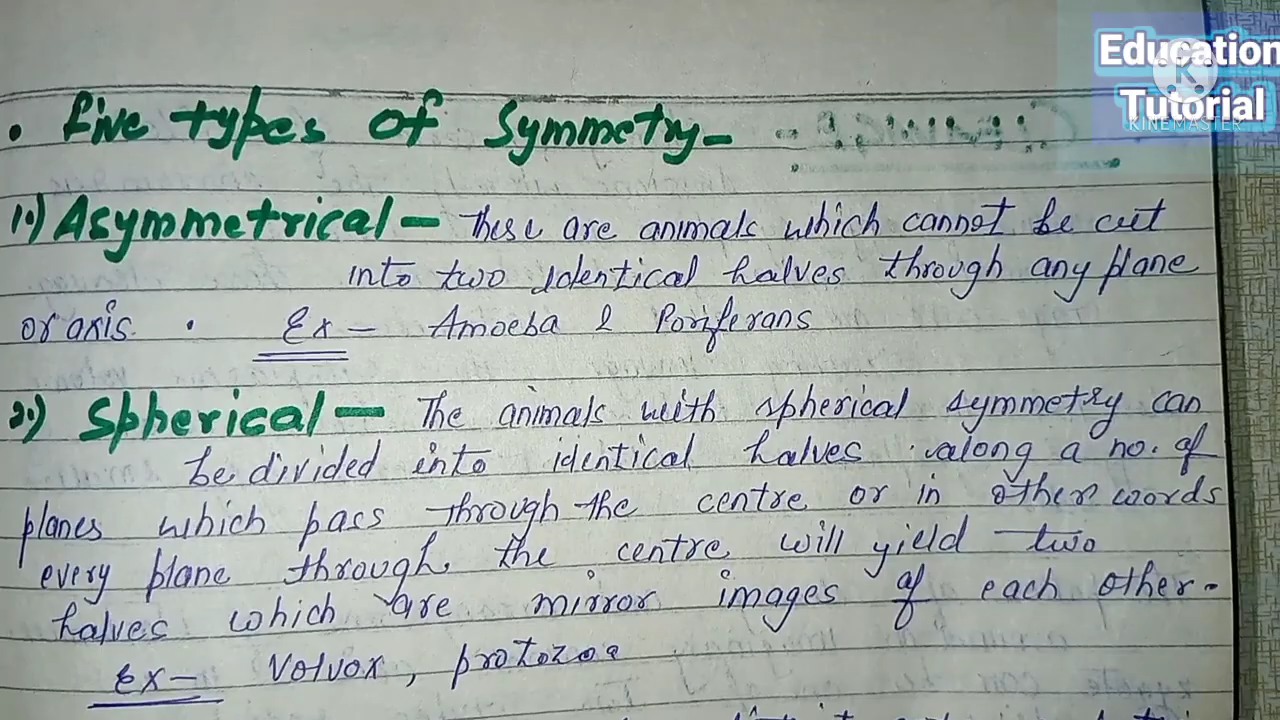 Education
Tutorial
KINEMASTER
• five types of Symmetry-
1.) Asymmetrical - These are animals which cannot be cut
into two identical halves through any plane
or axis. Ex- Amoeba & Poriferans
2.) Spherical - The animals with spherical symmetry can
be divided into identical halves along a no. of
planes which pass through the centre or in other words
every plane through the centre will yield two
halves which are mirror images of each other.
Ex- Volvox, protozoa